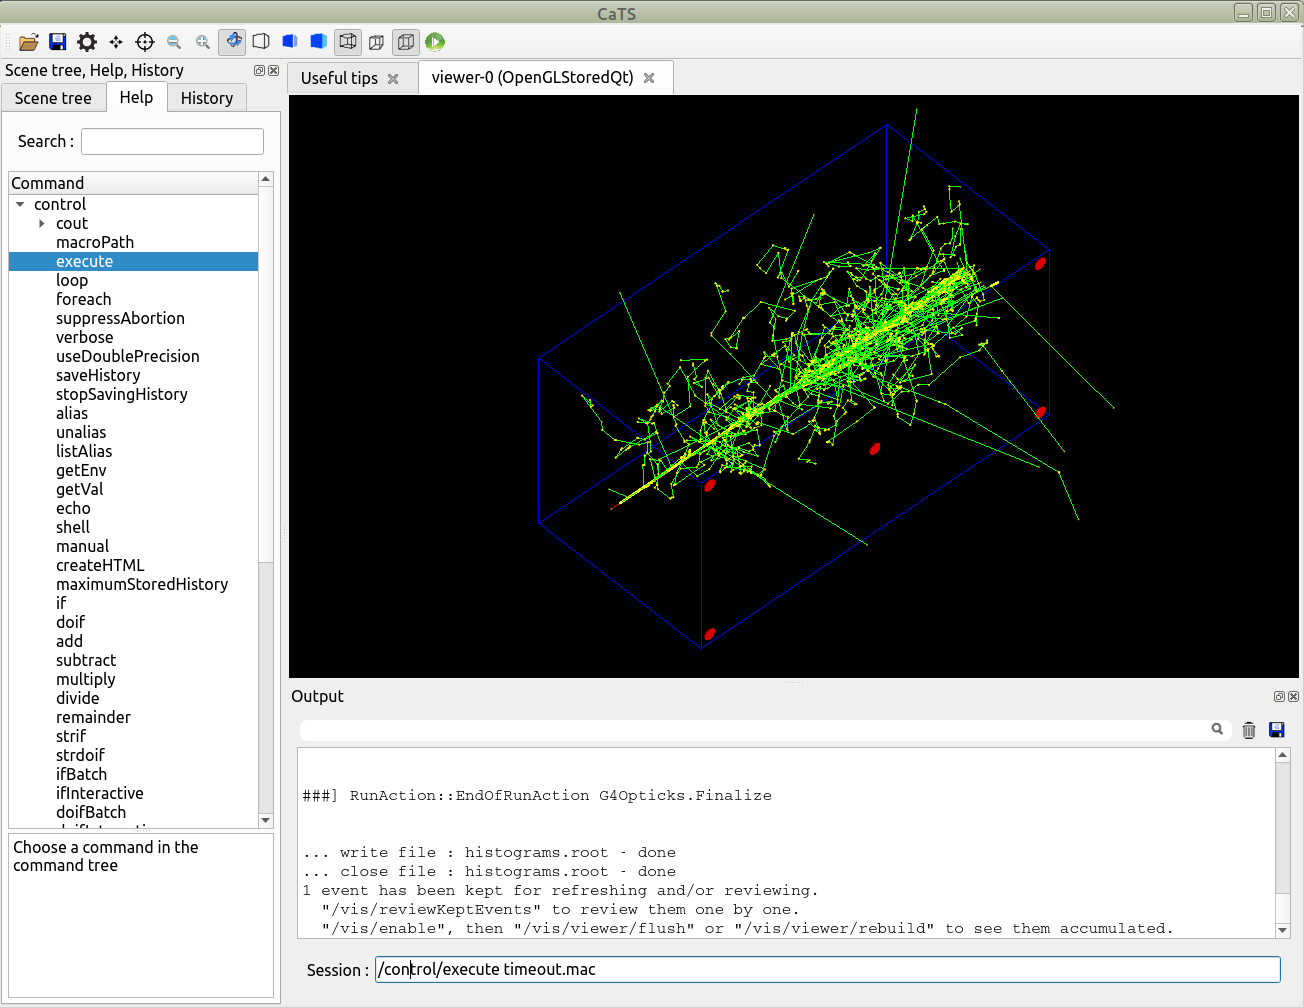 CaTS
Scene tree, Help, History
Scene tree
Help
History
Search :
Command
control
cout
macroPath
execute
loop
foreach
suppressAbortion
verbose
useDoublePrecision
saveHistory
stopSavingHistory
alias
unalias
listAlias
getEnv
getVal
echo
shell
manual
createHTML
maximumStoredHistory
if
doif
add
subtract
multiply
divide
remainder
strif
strdoif
ifBatch
ifInteractive
doifBatch
Choose a command in the
command tree
Useful tips
viewer-0 (OpenGLStoredQt)
Output
###] RunAction::EndOfRunAction G4Opticks.Finalize
... write file : histograms.root - done
... close file : histograms.root - done
1 event has been kept for refreshing and/or reviewing.
"/vis/reviewKeptEvents" to review them one by one.
"/vis/enable", then "/vis/viewer/flush" or "/vis/viewer/rebuild" to see them accumulated.
Session : /control/execute timeout.mac